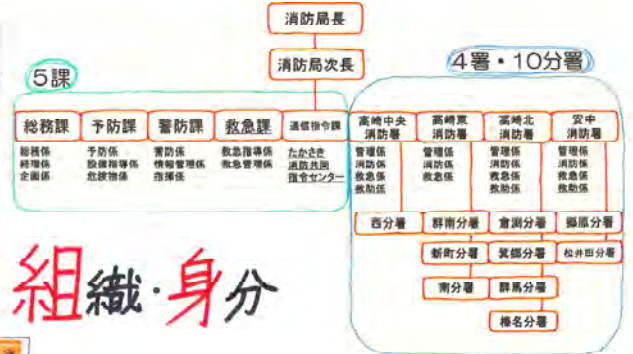 消防局長
消防局次長
5課
4署・10分署
総務課
総務係
経理係
企画係
予防課
予防係
設備指導係
危険物係
警防課
警防係
情報管理係
指揮係
救急課
救急指導係
救急管理係
通信指令課
たかさき
消防共同
指令センター
高崎中央
消防署
管理係
消防係
救急係
救助係
高崎東
消防署
管理係
消防係
救急係
高崎北
消防署
管理係
消防係
救急係
救助係
安中
消防署
管理係
消防係
救急係
救助係
西分署
群南分署
倉渕分署
郷原分署
新町分署
箕郷分署
松井田分署
南分署
群馬分署
榛名分署
組織・身分